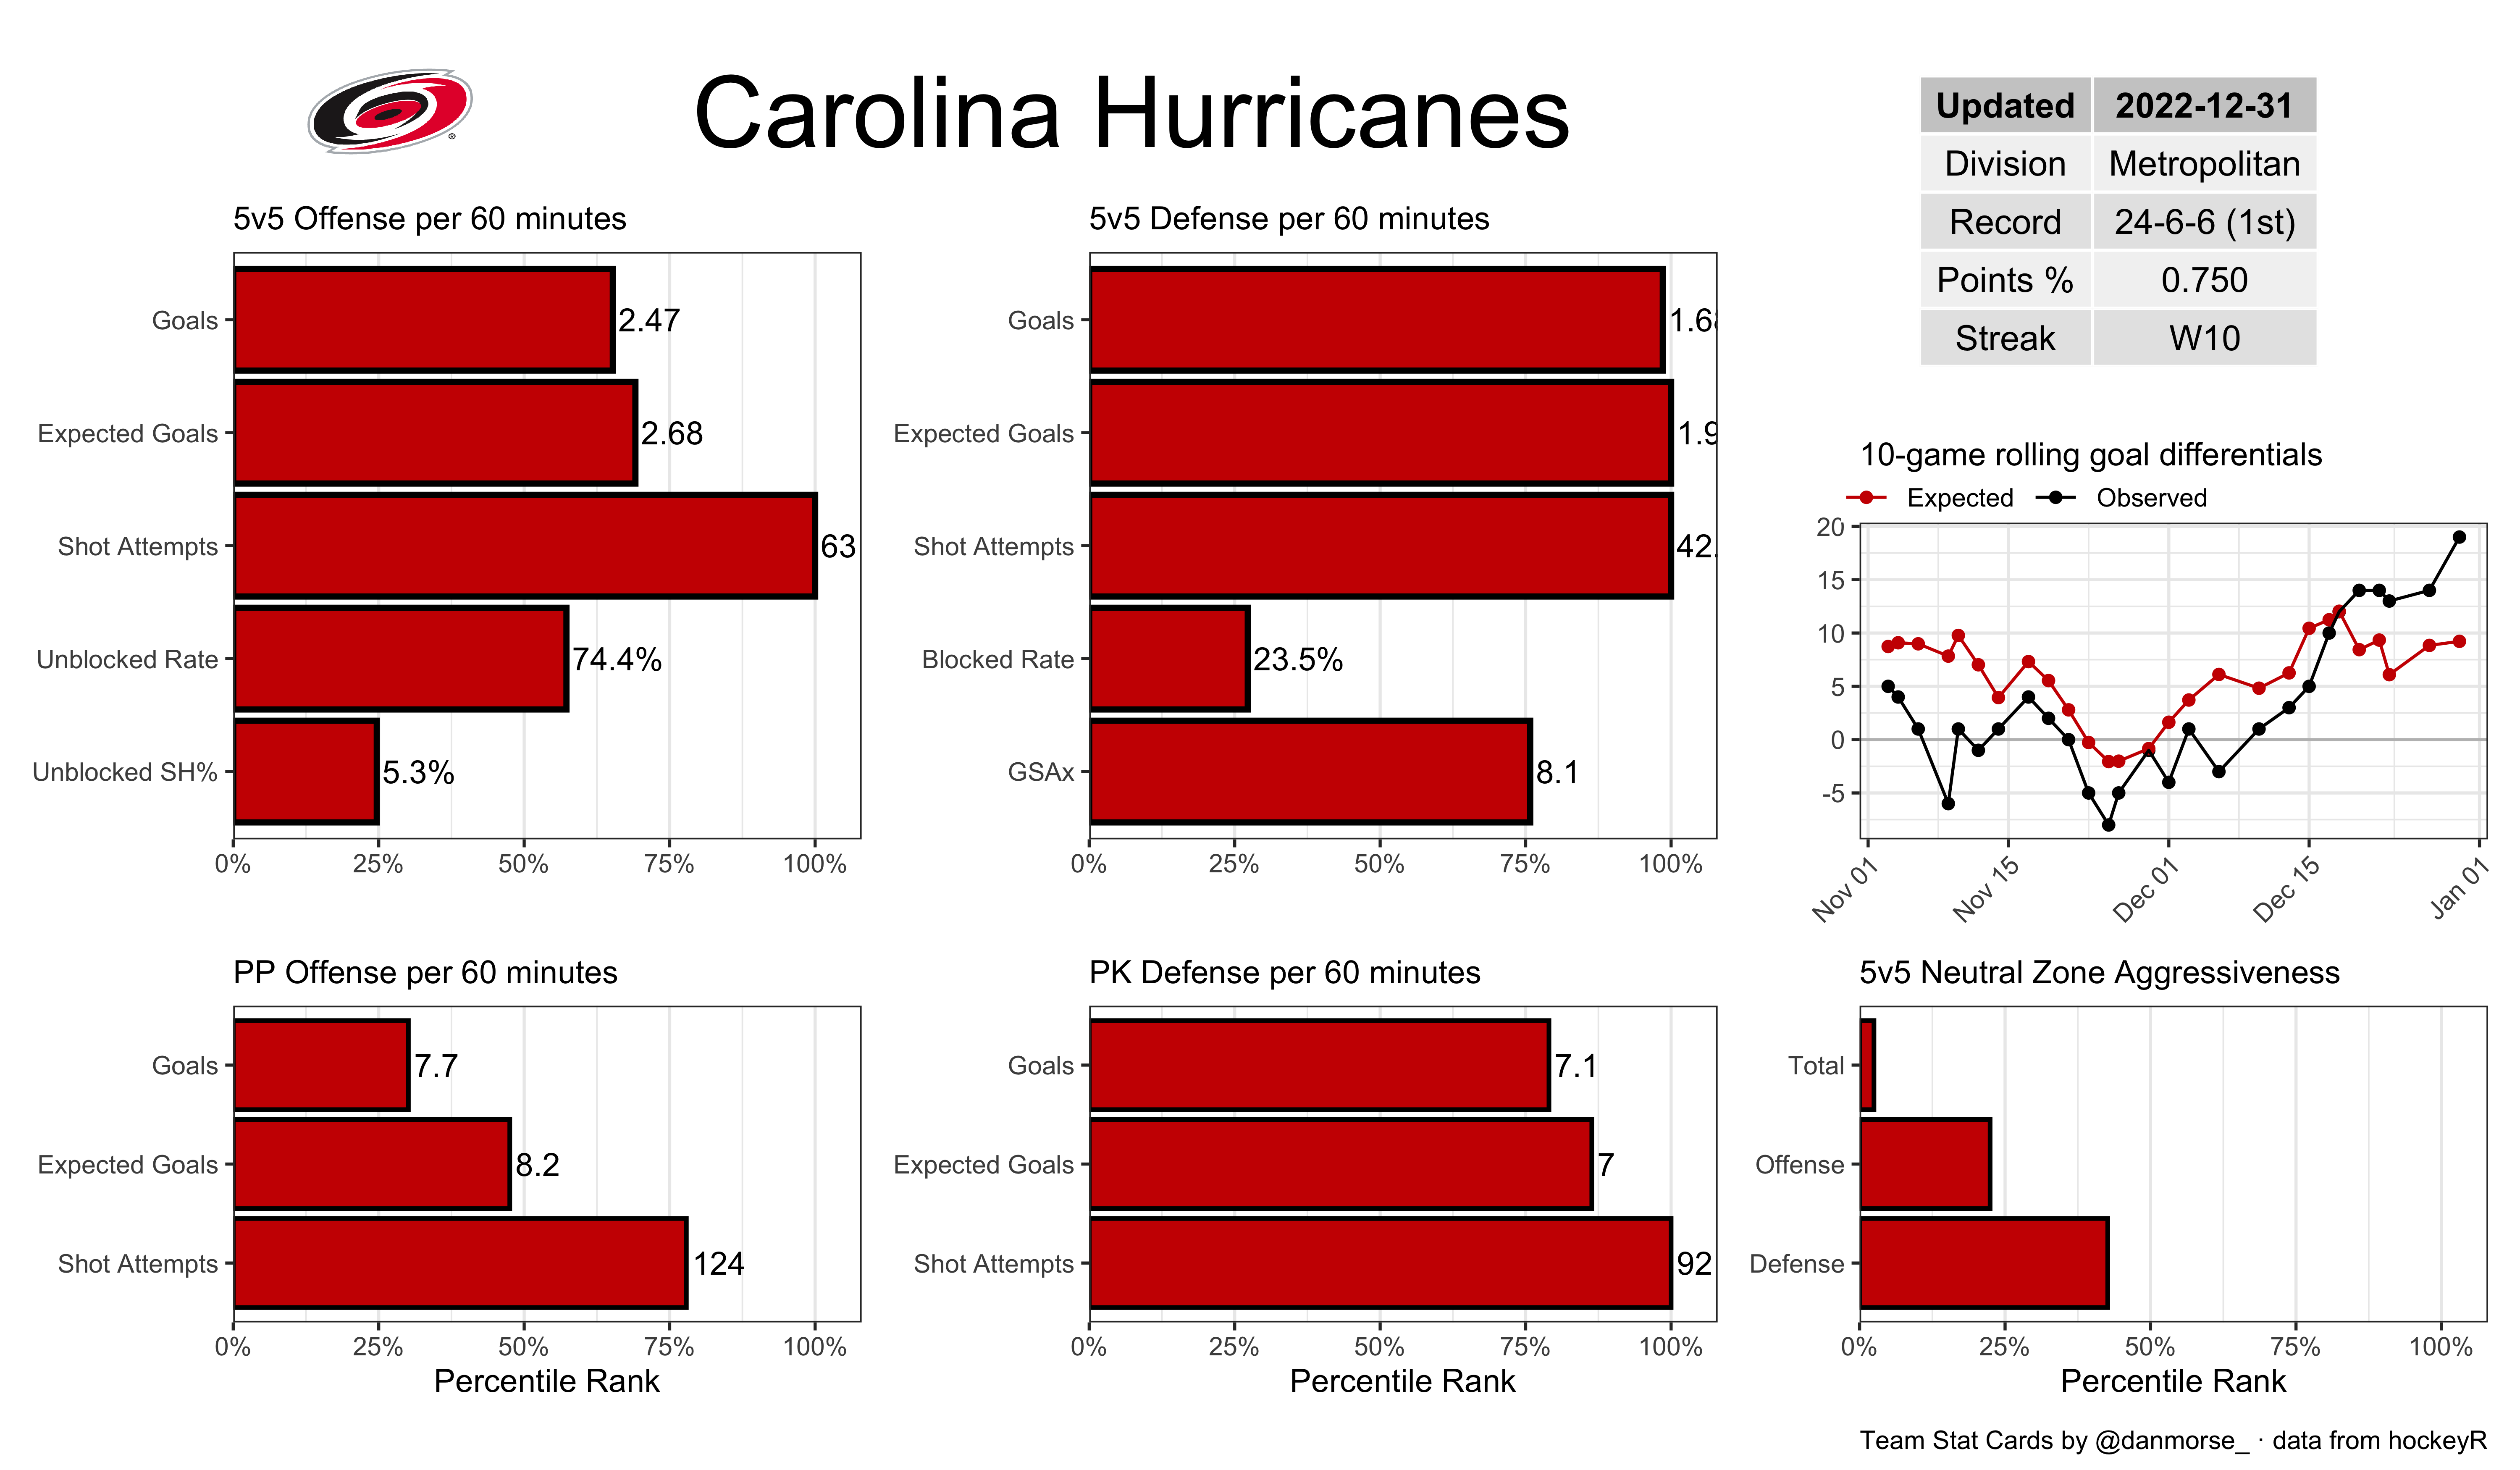 Carolina Hurricanes
Updated 2022-12-31
Division Metropolitan
Record 24-6-6 (1st)
Points % 0.750
Streak W10
5v5 Offense per 60 minutes
Goals 2.47
Expected Goals 2.68
Shot Attempts 63
Unblocked Rate 74.4%
Unblocked SH% 5.3%
0% 25% 50% 75% 100%
5v5 Defense per 60 minutes
Goals 1.68
Expected Goals 1.9
Shot Attempts 42.
Blocked Rate 23.5%
GSAx 8.1
0% 25% 50% 75% 100%
10-game rolling goal differentials
Expected Observed
20
15
10
5
0
-5
Nov 01 Nov 15 Dec 01 Dec 15 Jan 01
PP Offense per 60 minutes
Goals 7.7
Expected Goals 8.2
Shot Attempts 124
0% 25% 50% 75% 100%
Percentile Rank
PK Defense per 60 minutes
Goals 7.1
Expected Goals 7
Shot Attempts 92
0% 25% 50% 75% 100%
Percentile Rank
5v5 Neutral Zone Aggressiveness
Total
Offense
Defense
0% 25% 50% 75% 100%
Percentile Rank
Team Stat Cards by @danmorse_ · data from hockeyR